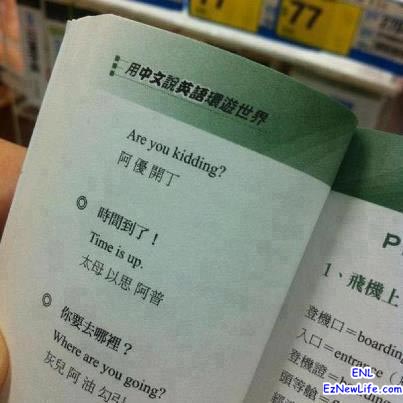 77
77
用中文說英語環遊世界
Are you kidding?
阿優開丁
◎ 時間到了！
Time is up.
太母以思阿普
◎ 你要去哪裡？
Where are you going?
灰兒阿油勾引
P
1、飛機上
登機口＝boarding
入口＝entrance（
登機證＝boarding
頭等艙＝
ENL
EzNewLife.com